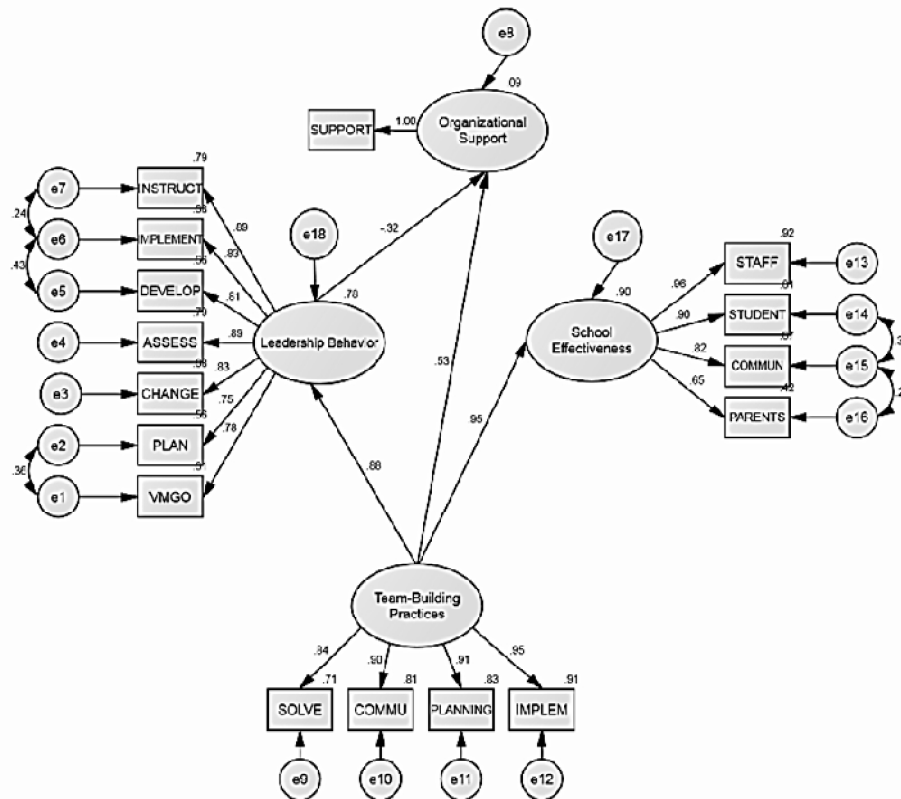 e8
.09
Organizational
Support
1.00
SUPPORT
.79
e7
INSTRUCT
.24
.89
e18
e17
-.32
.92
e6
IMPLEMENT
.83
STAFF
e13
.43
.96
e5
DEVELOP
.78
.90
.90
STUDENT
e14
.89
Leadership Behavior
School
Effectiveness
e4
ASSESS
.82
COMMUN
e15
.83
.65
e3
CHANGE
.53
PARENTS
e16
.75
.56
e2
PLAN
.78
.95
.36
e1
VMGO
.88
Team-Building
Practices
.84
.90
.91
.95
.71
.81
.83
.91
SOLVE
COMMU
PLANNING
IMPLEM
e9
e10
e11
e12